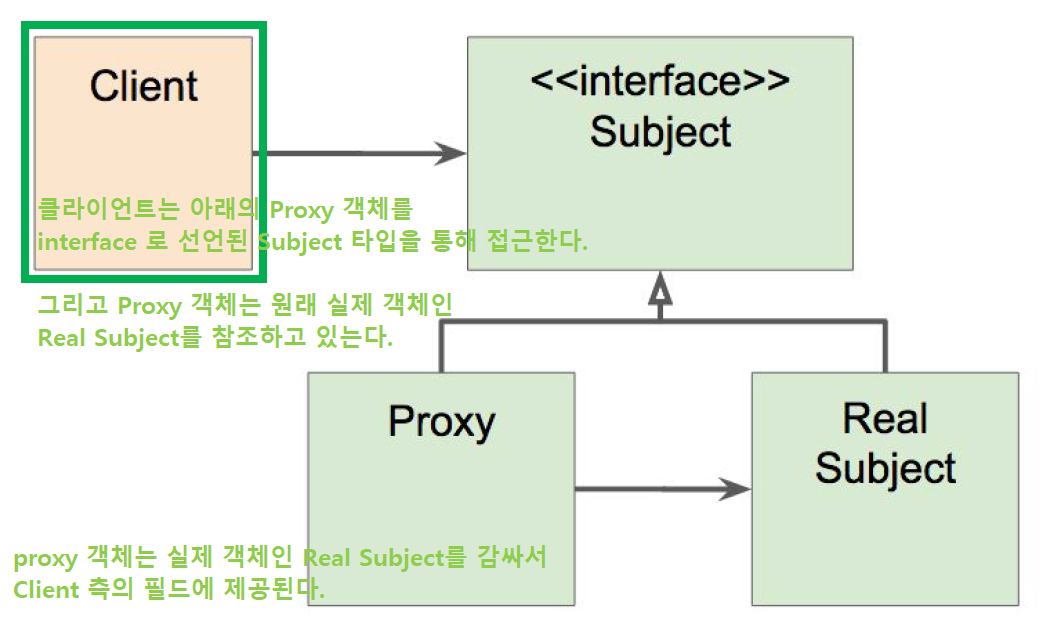 Client
<<interface>>
Subject
클라이언트는 아래의 Proxy 객체를
interface 로 선언된 Subject 타입을 통해 접근한다.
그리고 Proxy 객체는 원래 실제 객체인
Real Subject를 참조하고 있는다.
Proxy
Real
Subject
proxy 객체는 실제 객체인 Real Subject를 감싸서
Client 측의 필드에 제공된다.